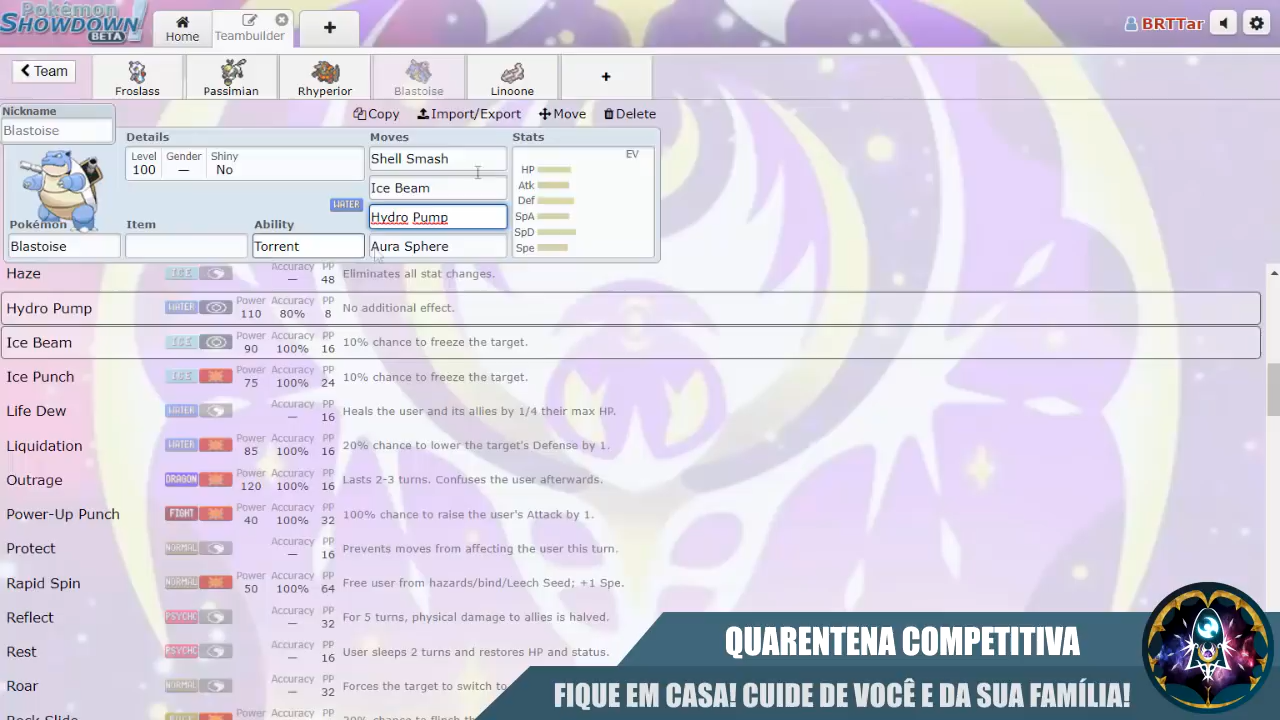 Pokémon
SHOWDOWN!
BETA
Home
Teambuilder
+
BRTTar
Team
Froslass
Passimian
Rhyperior
Blastoise
Linoone
+
Nickname
Blastoise
Copy
Import/Export
Move
Delete
Details
Moves
Stats
Level
100
Gender
—
Shiny
No
Shell Smash
EV
HP
Atk
Def
SpA
SpD
Spe
Ice Beam
WATER
Hydro Pump
Pokémon
Item
Ability
Blastoise
Torrent
Aura Sphere
Haze ICE Accuracy — 48 Eliminates all stat changes.
Hydro Pump WATER Power 110 Accuracy 80% PP 8 No additional effect.
Ice Beam ICE Power 90 Accuracy 100% PP 16 10% chance to freeze the target.
Ice Punch ICE Power 75 Accuracy 100% PP 24 10% chance to freeze the target.
Life Dew WATER Accuracy — PP 16 Heals the user and its allies by 1/4 their max HP.
Liquidation WATER Power 85 Accuracy 100% PP 16 20% chance to lower the target's Defense by 1.
Outrage DRAGON Power 120 Accuracy 100% PP 16 Lasts 2-3 turns. Confuses the user afterwards.
Power-Up Punch FIGHT Power 40 Accuracy 100% PP 32 100% chance to raise the user's Attack by 1.
Protect NORMAL Accuracy — PP 16 Prevents moves from affecting the user this turn.
Rapid Spin NORMAL Power 50 Accuracy 100% PP 64 Free user from hazards/bind/Leech Seed; +1 Spe.
Reflect PSYCHC Accuracy — PP 32 For 5 turns, physical damage to allies is halved.
Rest PSYCHC Accuracy — PP 16 User sleeps 2 turns and restores HP and status.
Roar NORMAL Accuracy — PP 32 Forces the target to switch to
Rock Slide ROCK Power Accuracy PP
QUARENTENA COMPETITIVA
FIQUE EM CASA! CUIDE DE VOCÊ E DA SUA FAMÍLIA!